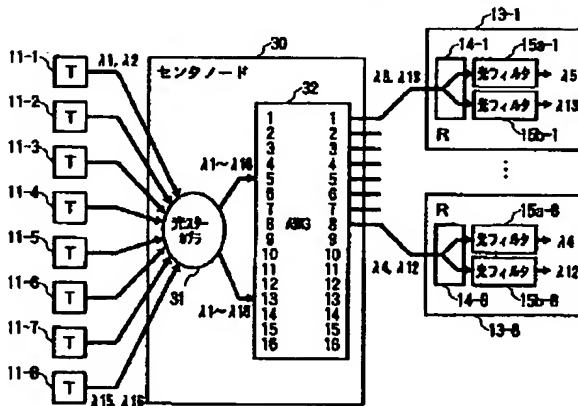 13-1
30
14-1
15a-1
11-1
T
λ1, λ2
センタノード
32
光フィルタ
λ5
11-2
T
λ5, λ13
光フィルタ
λ13
R
15b-1
11-3
T
λ1~λ16
11-4
T
光スター
カプラ
AWG
11-5
T
31
11-6
T
λ1~λ16
11-7
T
11-8
T
λ15, λ16
1
2
3
4
5
6
7
8
9
10
11
12
13
14
15
16
1
2
3
4
5
6
7
8
9
10
11
12
13
14
15
16
λ4, λ12
R
15a-8
光フィルタ
λ4
光フィルタ
λ12
14-8
15b-8
13-8